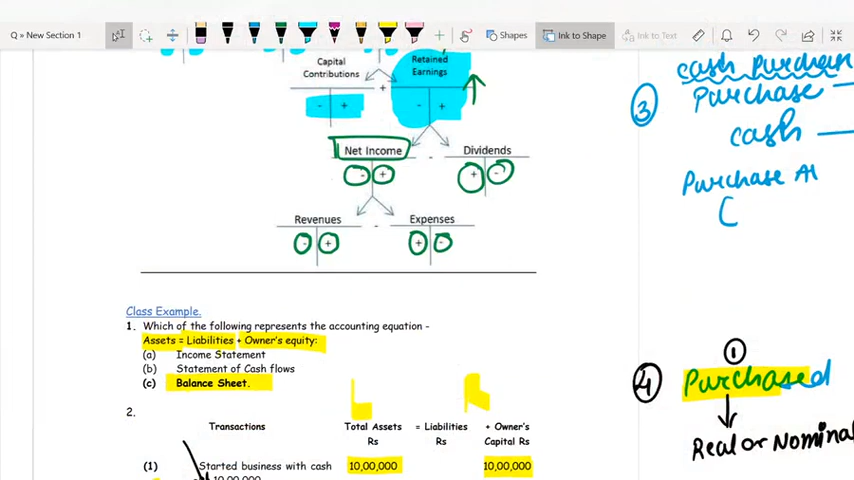 Q » New Section 1
Shapes
Ink to Shape
Ink to Text
Capital
Contributions
Retained
Earnings
+
- +
- +
Net Income
-
Dividends
- +
+ -
Revenues
-
Expenses
- +
+ -
Class Example.
1. Which of the following represents the accounting equation -
Assets = Liabilities + Owner's equity:
(a) Income Statement
(b) Statement of Cash flows
(c) Balance Sheet.
2.
Transactions
Total Assets
Rs
= Liabilities
Rs
+ Owner's
Capital Rs
(1) Started business with cash
10,00,000
10,00,000
10,00,000
cash purchase
3
Purchase —
cash —
Purchase A
1
4 Purchased
Real or Nominal